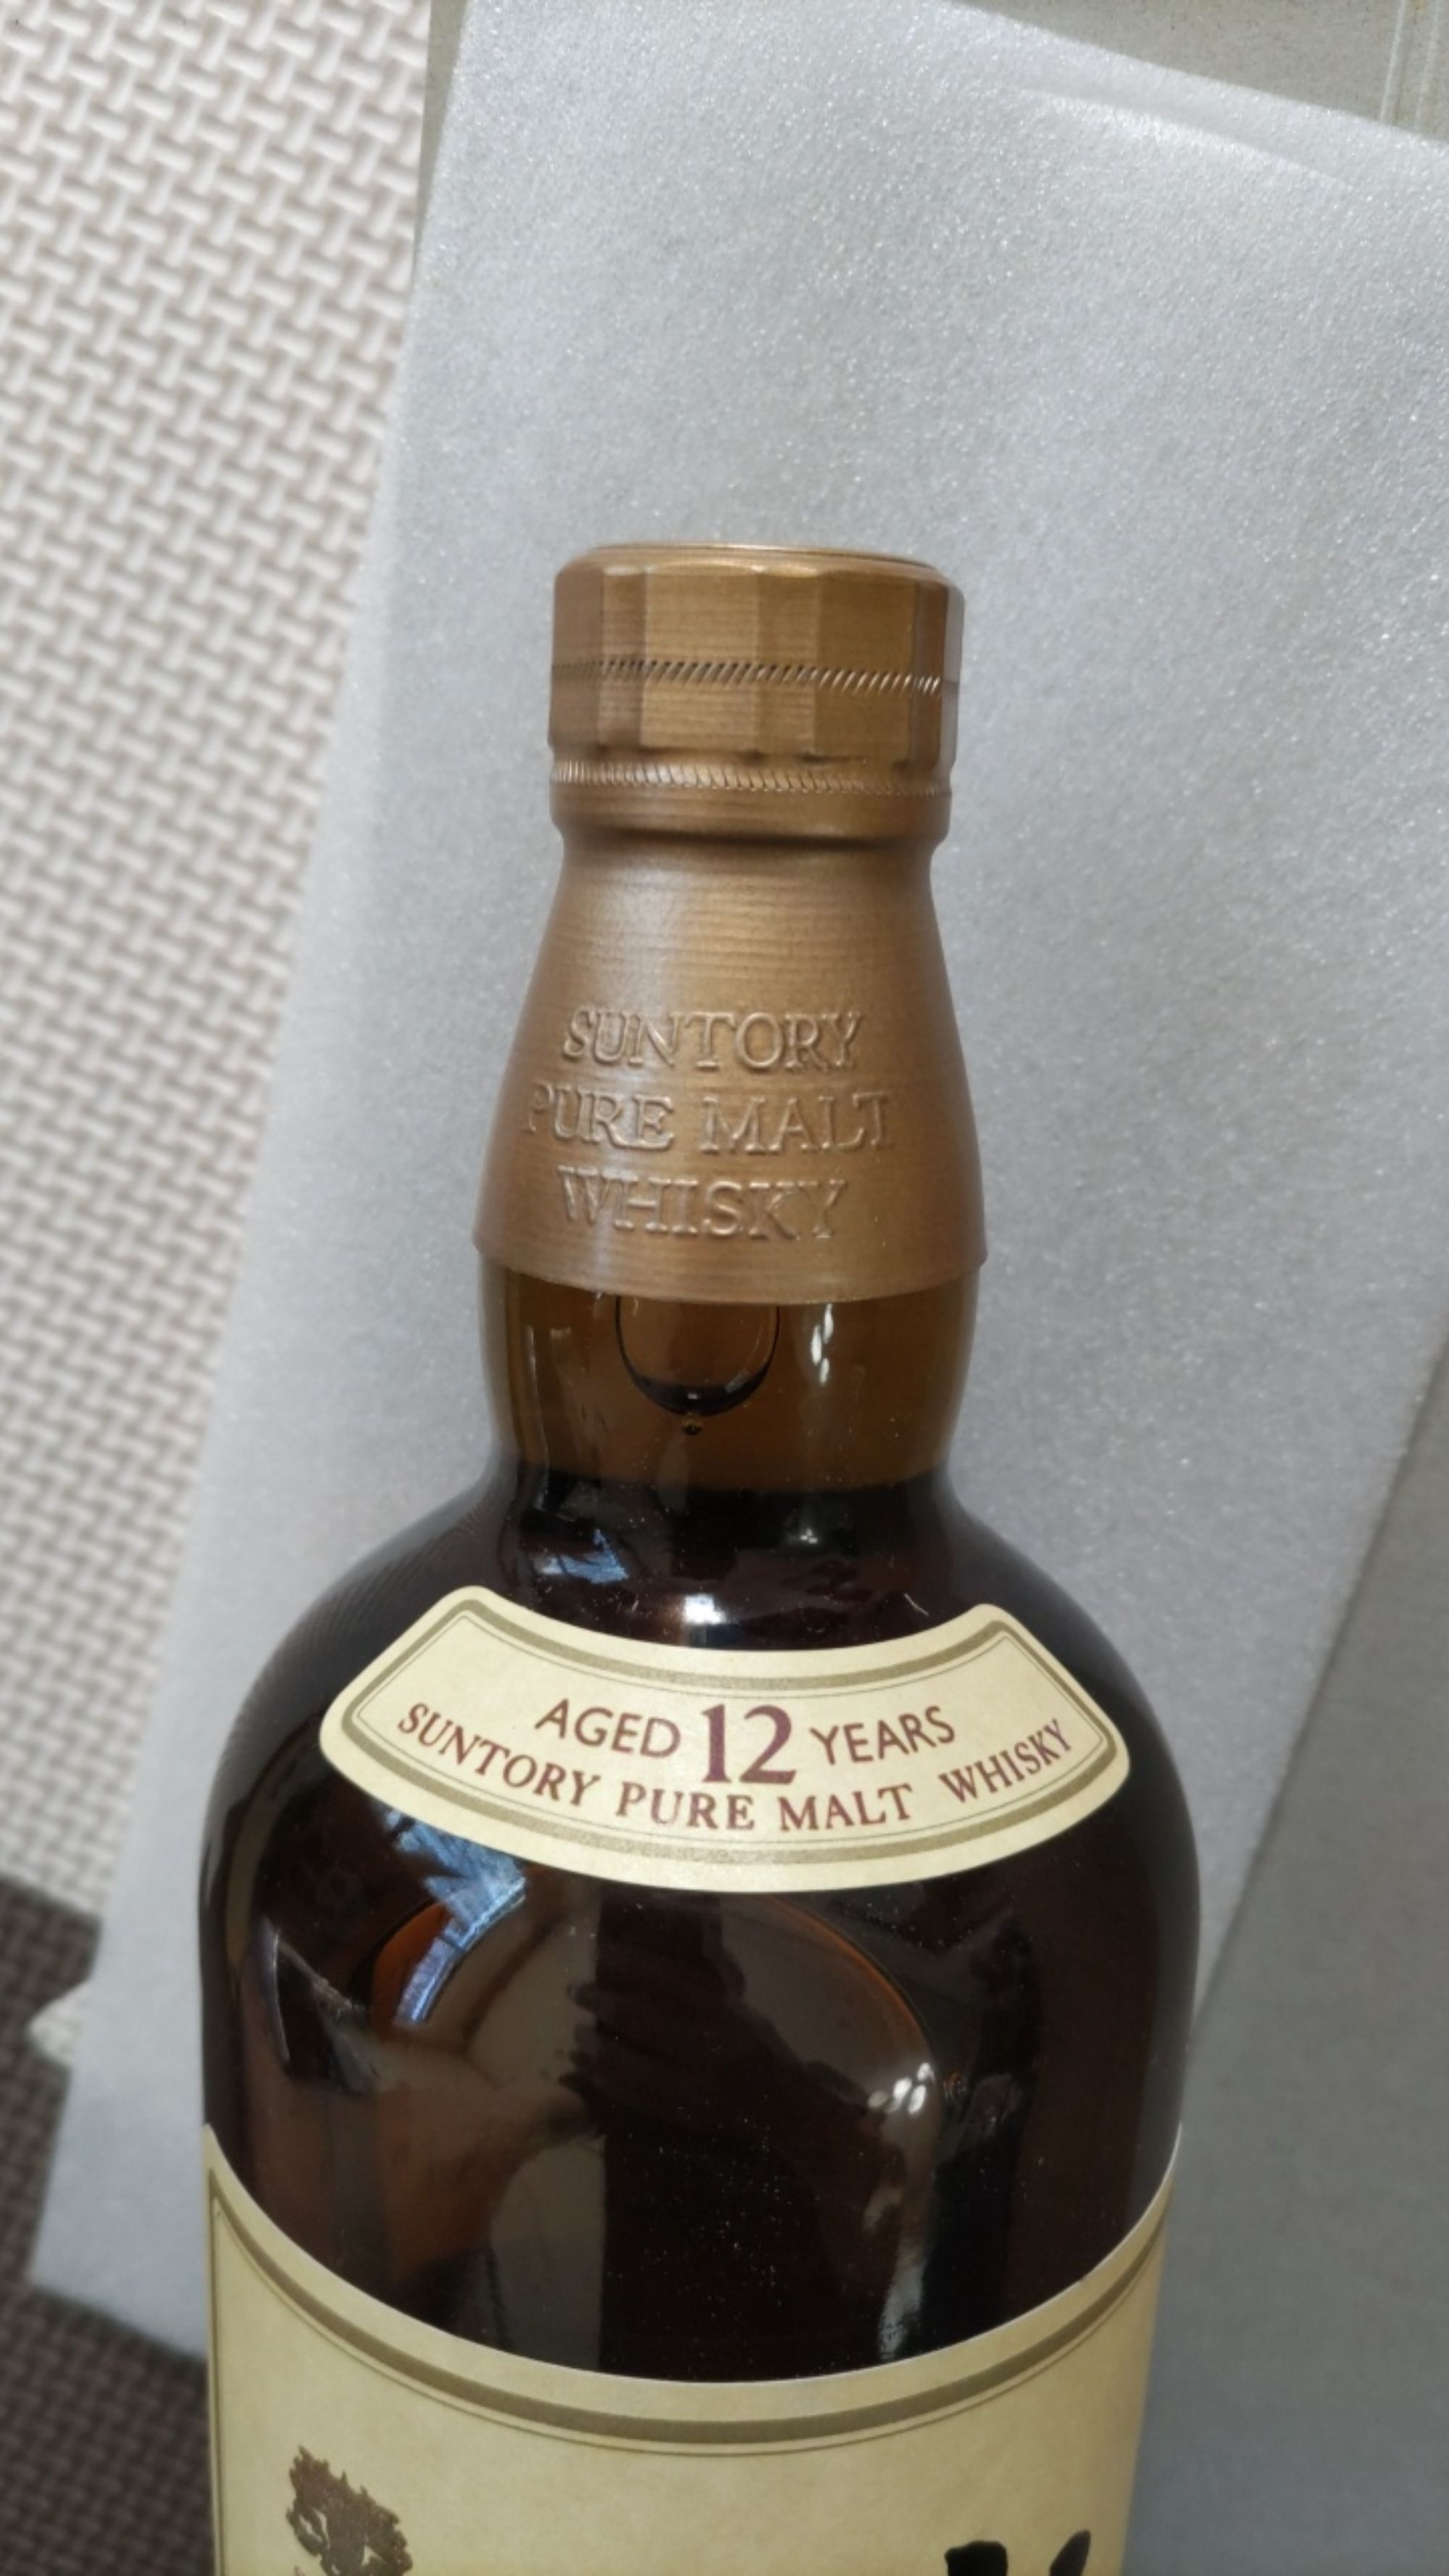 SUNTORY
PURE MALT
WHISKY
AGED 12 YEARS
SUNTORY PURE MALT WHISKY